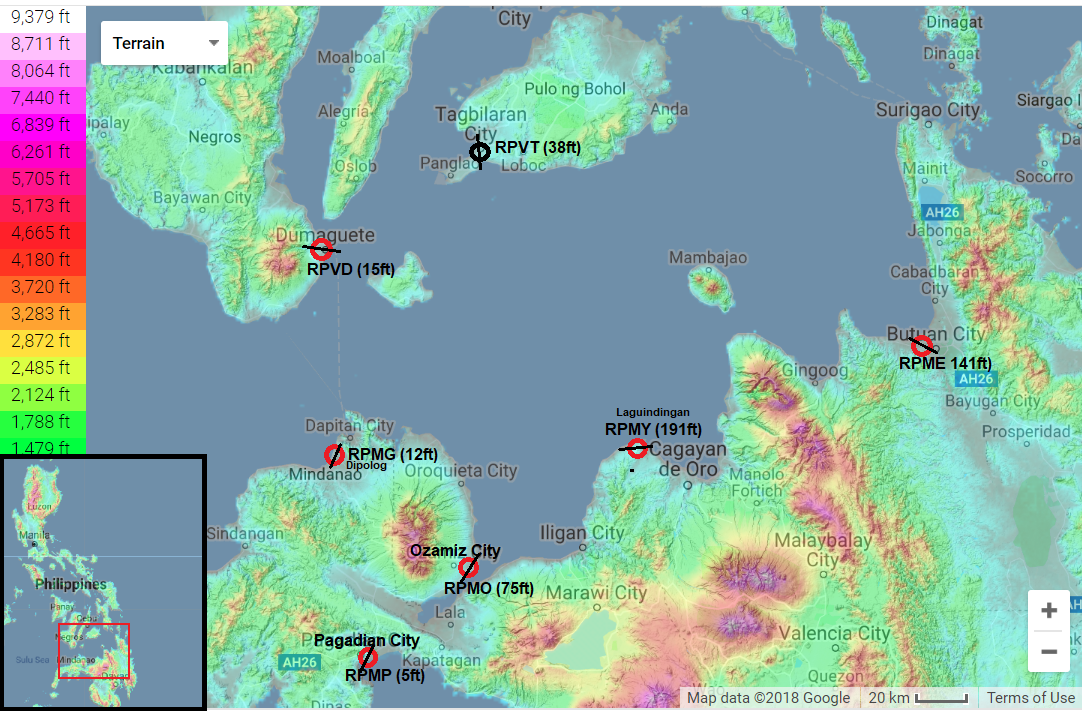 9,379 ft
8,711 ft
8,064 ft
7,440 ft
6,839 ft
6,261 ft
5,705 ft
5,173 ft
4,665 ft
4,180 ft
3,720 ft
3,283 ft
2,872 ft
2,485 ft
2,124 ft
1,788 ft
1,479 ft
Terrain
City
Kabankalan
Moalboal
Pulo ng Bohol
Dinagat
Dinagat
Surigao City
Siargao I
ipalay
Negros
Alegria
Tagbilaran
City
Anda
RPVT (38ft)
Panglao
Loboc
Da
Oslob
Mainit
Socorro
Bayawan City
AH26
Jabonga
Dumaguete
RPVD (15ft)
Mambajao
Cabadbaran
City
Butuan City
RPME 141ft)
AH26
Gingoog
Bayugan City
Prosperidad
Laguindingan
RPMY (191ft)
Cagayan
de Oro
Dapitan City
RPMG (12ft)
Dipolog
Mindanao
Oroquieta City
Manolo
Fortich
Sindangan
Iligan City
Malaybalay
City
Ozamiz City
RPMO (75ft)
Marawi City
Lala
Valencia City
Pagadian City
AH26
RPMP (5ft)
Kapatagan
Quezon
Dinas
Luzon
Manila
Philippines
Panay
Cebu
Negros
Sulu Sea
Mindanao
Davao
AH
+
−
Map data ©2018 Google
20 km
Terms of Use